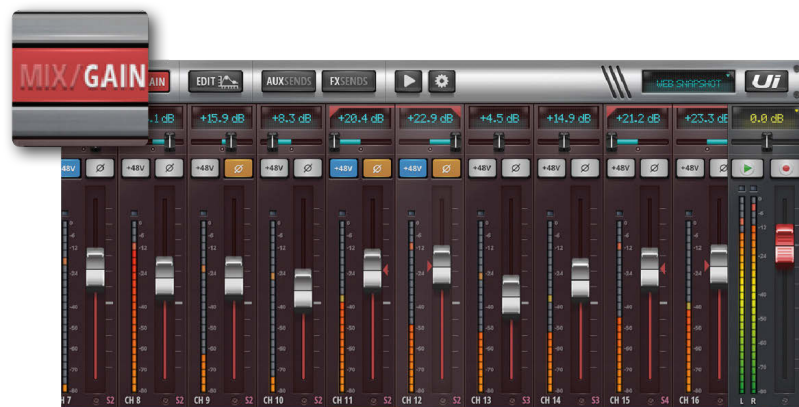 MIX/GAIN
AIN EDIT AUXSENDS FXSENDS WEB SNAPSHOT Ui
.1 dB +15.9 dB +8.3 dB +20.4 dB +22.9 dB +4.5 dB +14.9 dB +21.2 dB +23.3 dB 0.0 dB
48V +48V Ø +48V Ø +48V Ø +48V Ø +48V Ø +48V Ø +48V Ø +48V Ø +48V Ø
H 7 S2 CH 8 S2 CH 9 S2 CH 10 S2 CH 11 S2 CH 12 S2 CH 13 S3 CH 14 S3 CH 15 S4 CH 16 L R